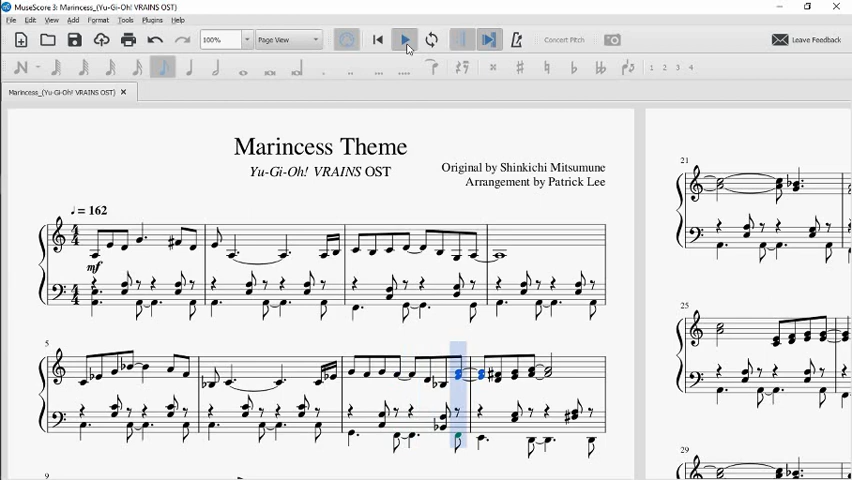 MuseScore 3: Marincess_(Yu-Gi-Oh! VRAINS OST)
File Edit View Add Format Tools Plugins Help
100% Page View Concert Pitch Leave Feedback
1 2 3 4
Marincess_(Yu-Gi-Oh! VRAINS OST)
Marincess Theme
Yu-Gi-Oh! VRAINS OST
Original by Shinkichi Mitsumune
Arrangement by Patrick Lee
♩ = 162
mf
5
9
21
25
29